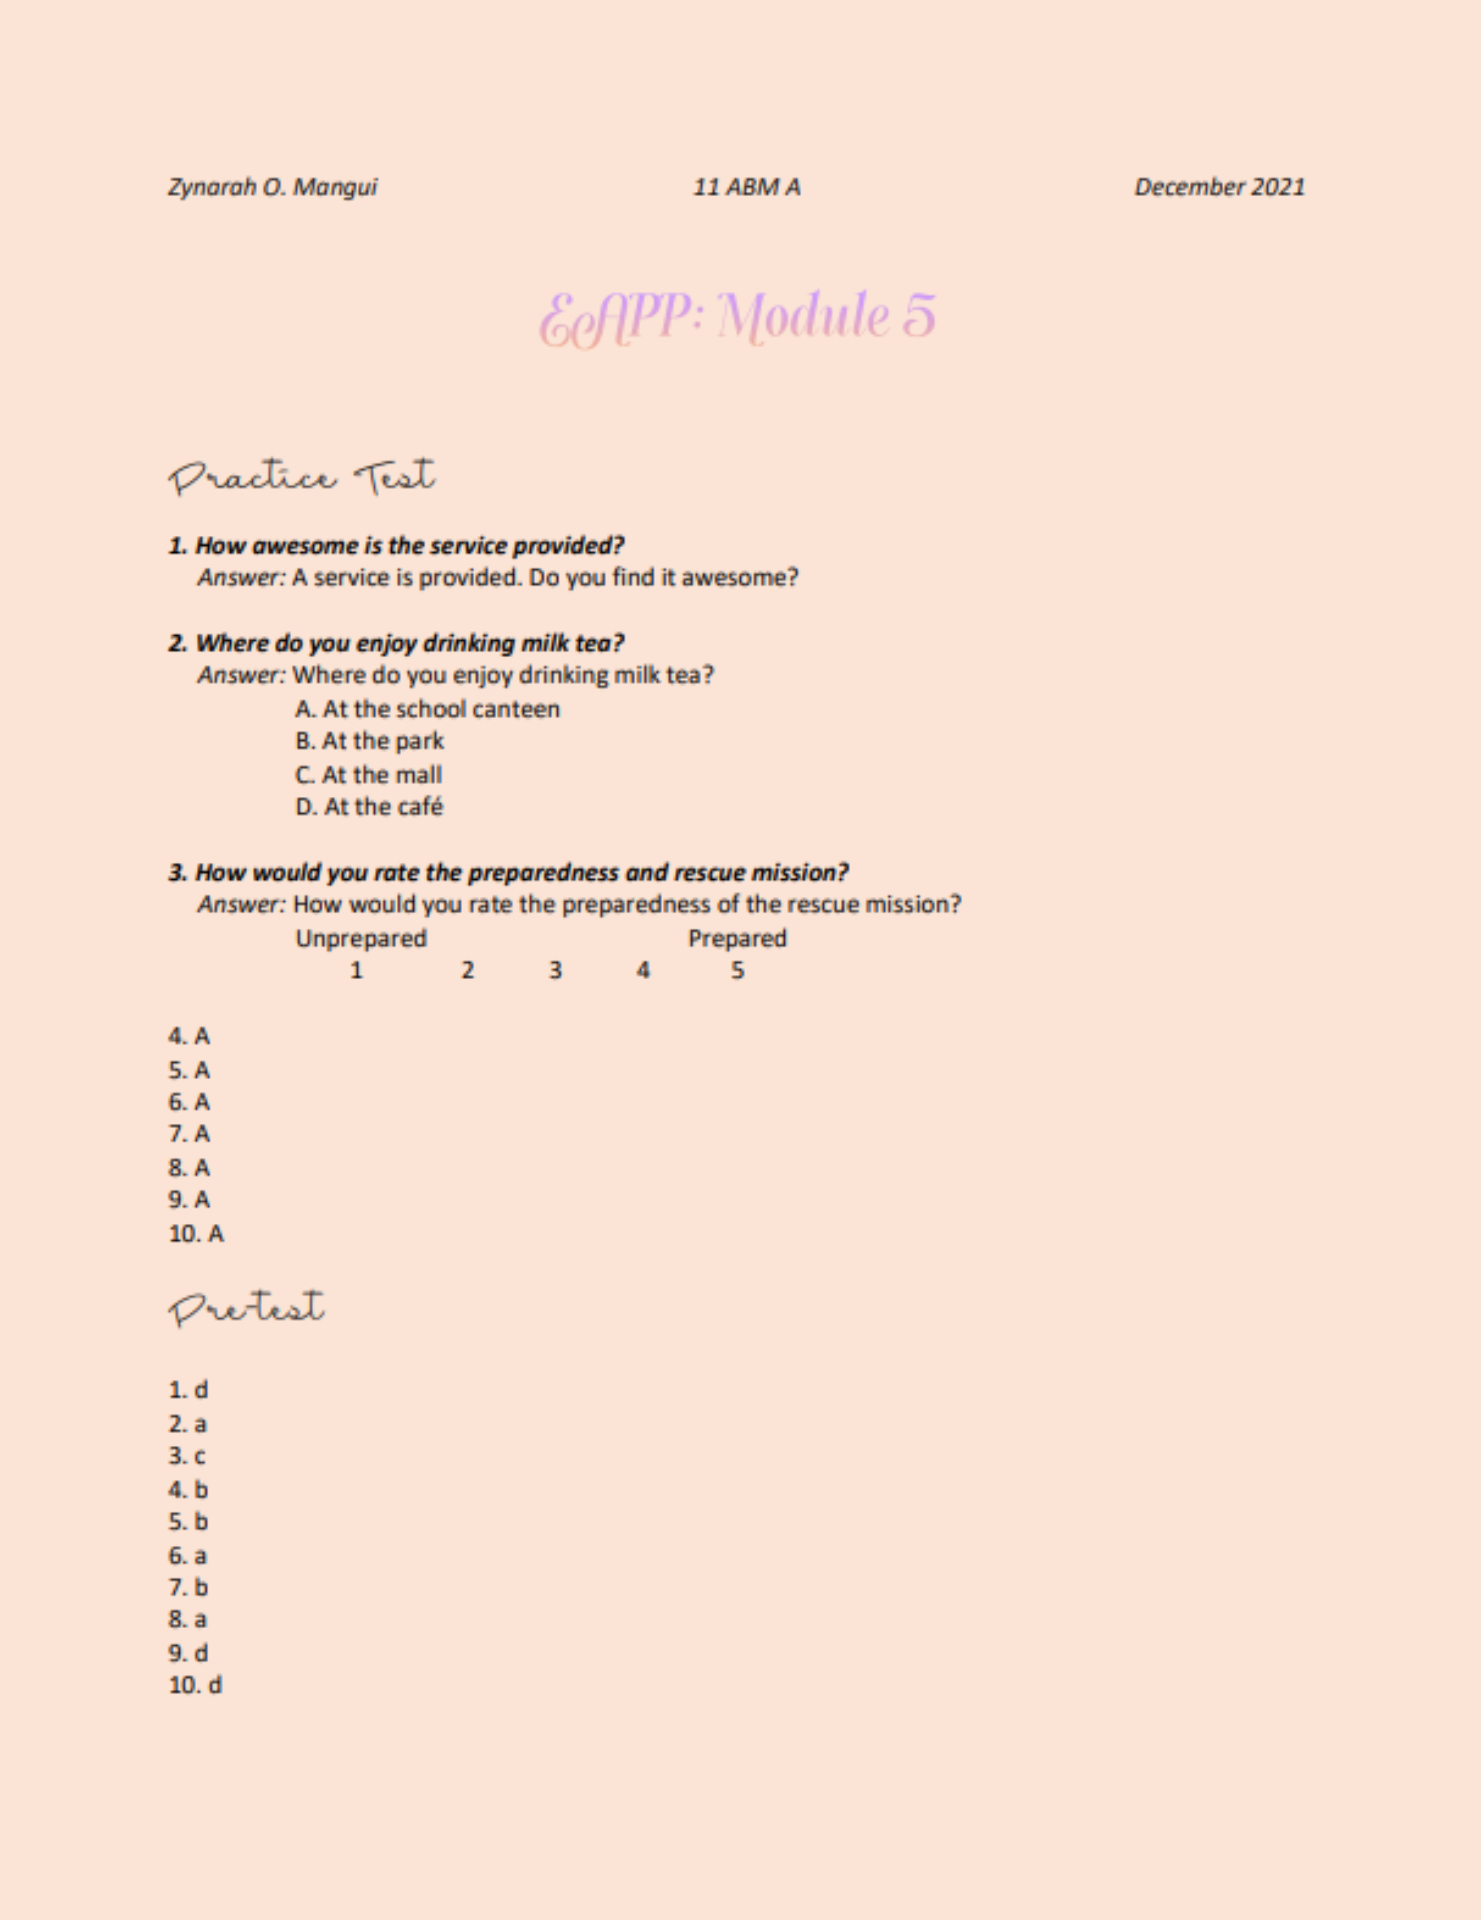 Zynarah O. Mangui 11 ABM A December 2021
EcAPP: Module 5
Practice Test
1. How awesome is the service provided?
Answer: A service is provided. Do you find it awesome?
2. Where do you enjoy drinking milk tea?
Answer: Where do you enjoy drinking milk tea?
A. At the school canteen
B. At the park
C. At the mall
D. At the café
3. How would you rate the preparedness and rescue mission?
Answer: How would you rate the preparedness of the rescue mission?
Unprepared Prepared
1 2 3 4 5
4. A
5. A
6. A
7. A
8. A
9. A
10. A
Pre-test
1. d
2. a
3. c
4. b
5. b
6. a
7. b
8. a
9. d
10. d